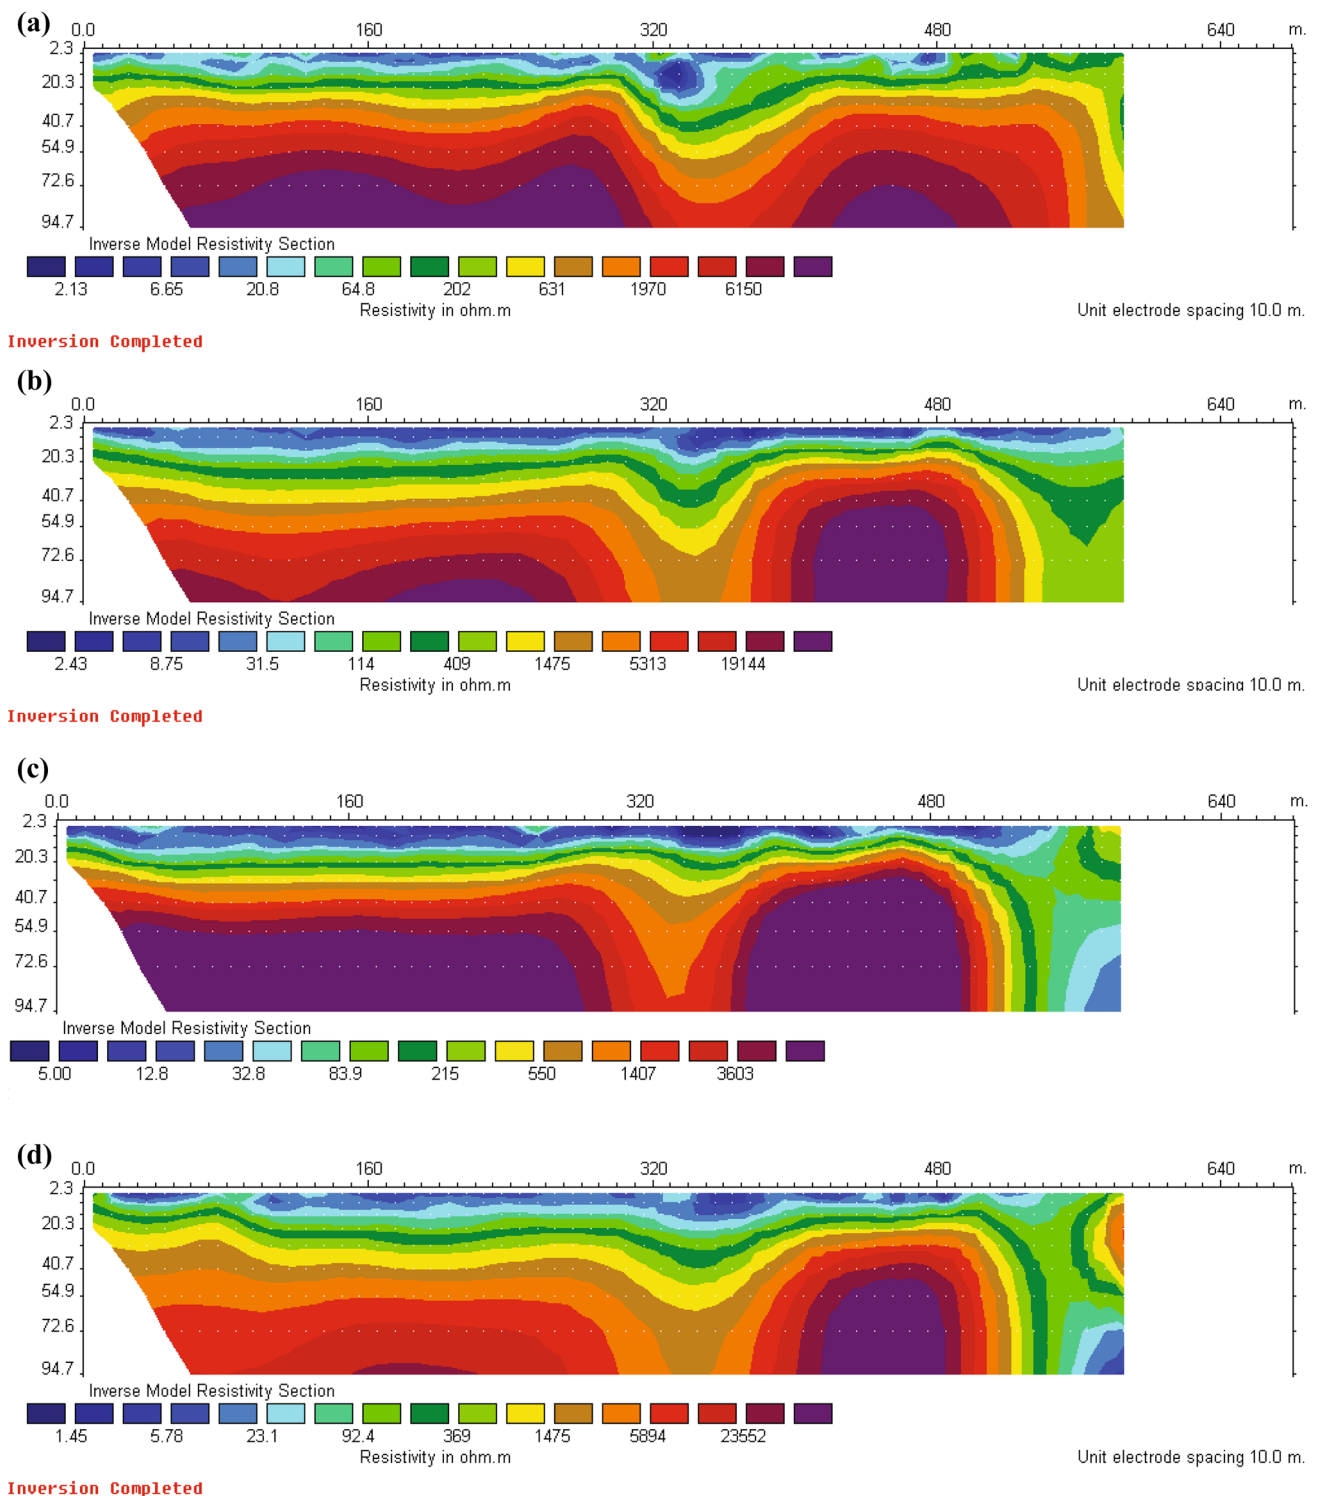 (a)
0.0 160 320 480 640 m.
2.3
20.3
40.7
54.9
72.6
94.7
Inverse Model Resistivity Section
2.13 6.65 20.8 64.8 202 631 1970 6150
Resistivity in ohm.m Unit electrode spacing 10.0 m.
Inversion Completed
(b)
0.0 160 320 480 640 m.
2.3
20.3
40.7
54.9
72.6
94.7
Inverse Model Resistivity Section
2.43 8.75 31.5 114 409 1475 5313 19144
Resistivity in ohm.m Unit electrode spacing 10.0 m.
Inversion Completed
(c)
0.0 160 320 480 640 m.
2.3
20.3
40.7
54.9
72.6
94.7
Inverse Model Resistivity Section
5.00 12.8 32.8 83.9 215 550 1407 3603
(d)
0.0 160 320 480 640 m.
2.3
20.3
40.7
54.9
72.6
94.7
Inverse Model Resistivity Section
1.45 5.78 23.1 92.4 369 1475 5894 23552
Resistivity in ohm.m Unit electrode spacing 10.0 m.
Inversion Completed